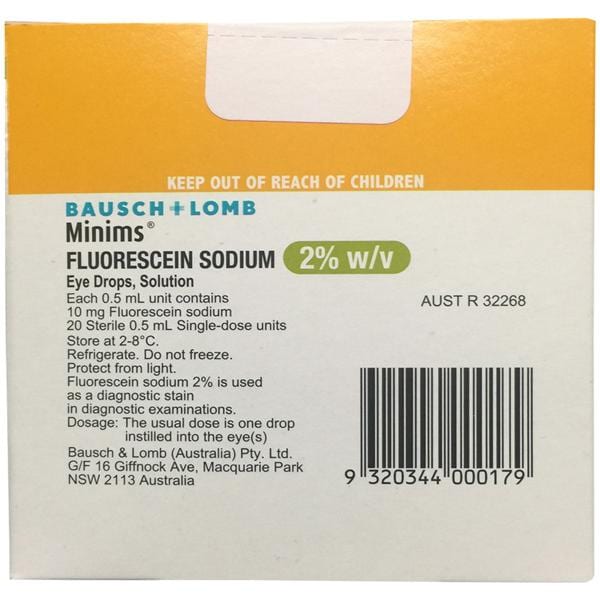 KEEP OUT OF REACH OF CHILDREN
BAUSCH + LOMB
Minims®
FLUORESCEIN SODIUM 2% w/v
Eye Drops, Solution
Each 0.5 mL unit contains
10 mg Fluorescein sodium
20 Sterile 0.5 mL Single-dose units
Store at 2-8°C.
Refrigerate. Do not freeze.
Protect from light.
Fluorescein sodium 2% is used
as a diagnostic stain
in diagnostic examinations.
Dosage: The usual dose is one drop
instilled into the eye(s)
Bausch & Lomb (Australia) Pty. Ltd.
G/F 16 Giffnock Ave, Macquarie Park
NSW 2113 Australia
AUST R 32268
9 320344 000179